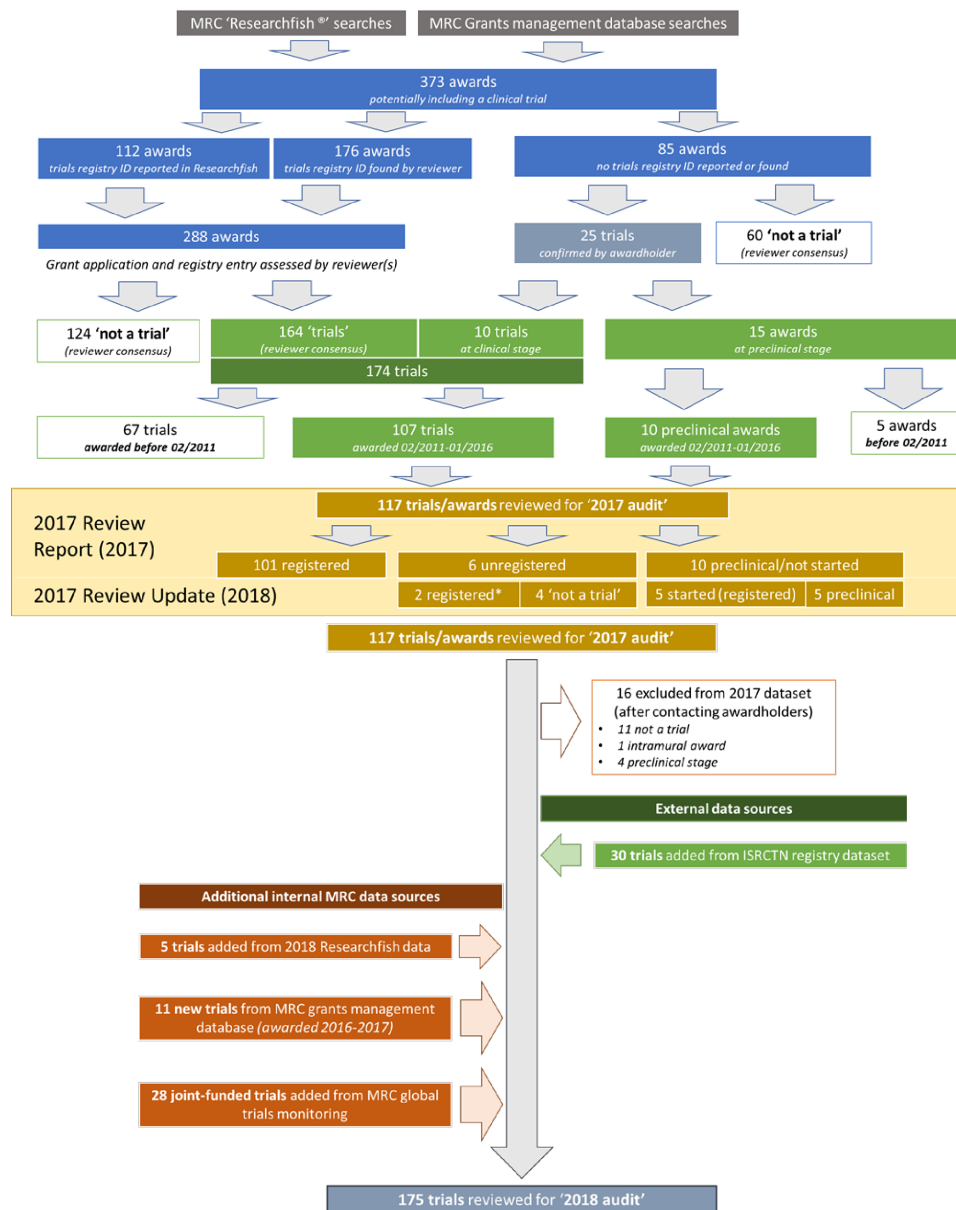 MRC ‘Researchfish ®’ searches
MRC Grants management database searches
373 awards
potentially including a clinical trial
112 awards
trials registry ID reported in Researchfish
176 awards
trials registry ID found by reviewer
85 awards
no trials registry ID reported or found
288 awards
Grant application and registry entry assessed by reviewer(s)
25 trials
confirmed by awardholder
60 ‘not a trial’
(reviewer consensus)
124 ‘not a trial’
(reviewer consensus)
164 ‘trials’
(reviewer consensus)
10 trials
at clinical stage
174 trials
15 awards
at preclinical stage
67 trials
awarded before 02/2011
107 trials
awarded 02/2011-01/2016
10 preclinical awards
awarded 02/2011-01/2016
5 awards
before 02/2011
2017 Review
Report (2017)
117 trials/awards reviewed for ‘2017 audit’
101 registered
6 unregistered
10 preclinical/not started
2017 Review Update (2018)
2 registered*
4 ‘not a trial’
5 started (registered)
5 preclinical
117 trials/awards reviewed for ‘2017 audit’
16 excluded from 2017 dataset
(after contacting awardholders)
• 11 not a trial
• 1 intramural award
• 4 preclinical stage
External data sources
30 trials added from ISRCTN registry dataset
Additional internal MRC data sources
5 trials added from 2018 Researchfish data
11 new trials from MRC grants management
database (awarded 2016-2017)
28 joint-funded trials added from MRC global
trials monitoring
175 trials reviewed for ‘2018 audit’